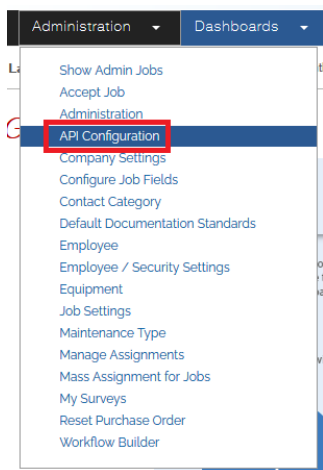 Administration Dashboards
Show Admin Jobs
Accept Job
Administration
API Configuration
Company Settings
Configure Job Fields
Contact Category
Default Documentation Standards
Employee
Employee / Security Settings
Equipment
Job Settings
Maintenance Type
Manage Assignments
Mass Assignment for Jobs
My Surveys
Reset Purchase Order
Workflow Builder